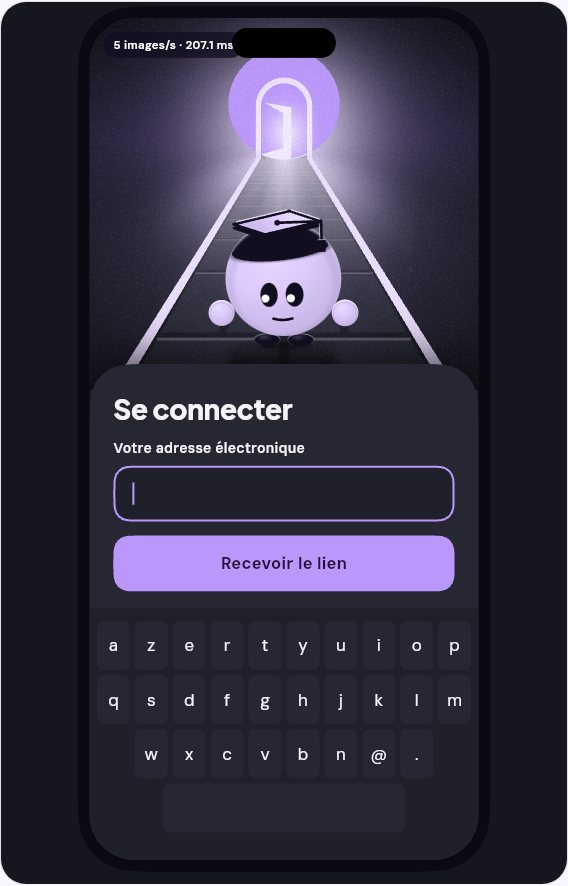 5 images/s · 207.1 ms
Se connecter
Votre adresse électronique
Recevoir le lien
a z e r t y u i o p
q s d f g h j k l m
w x c v b n @ .